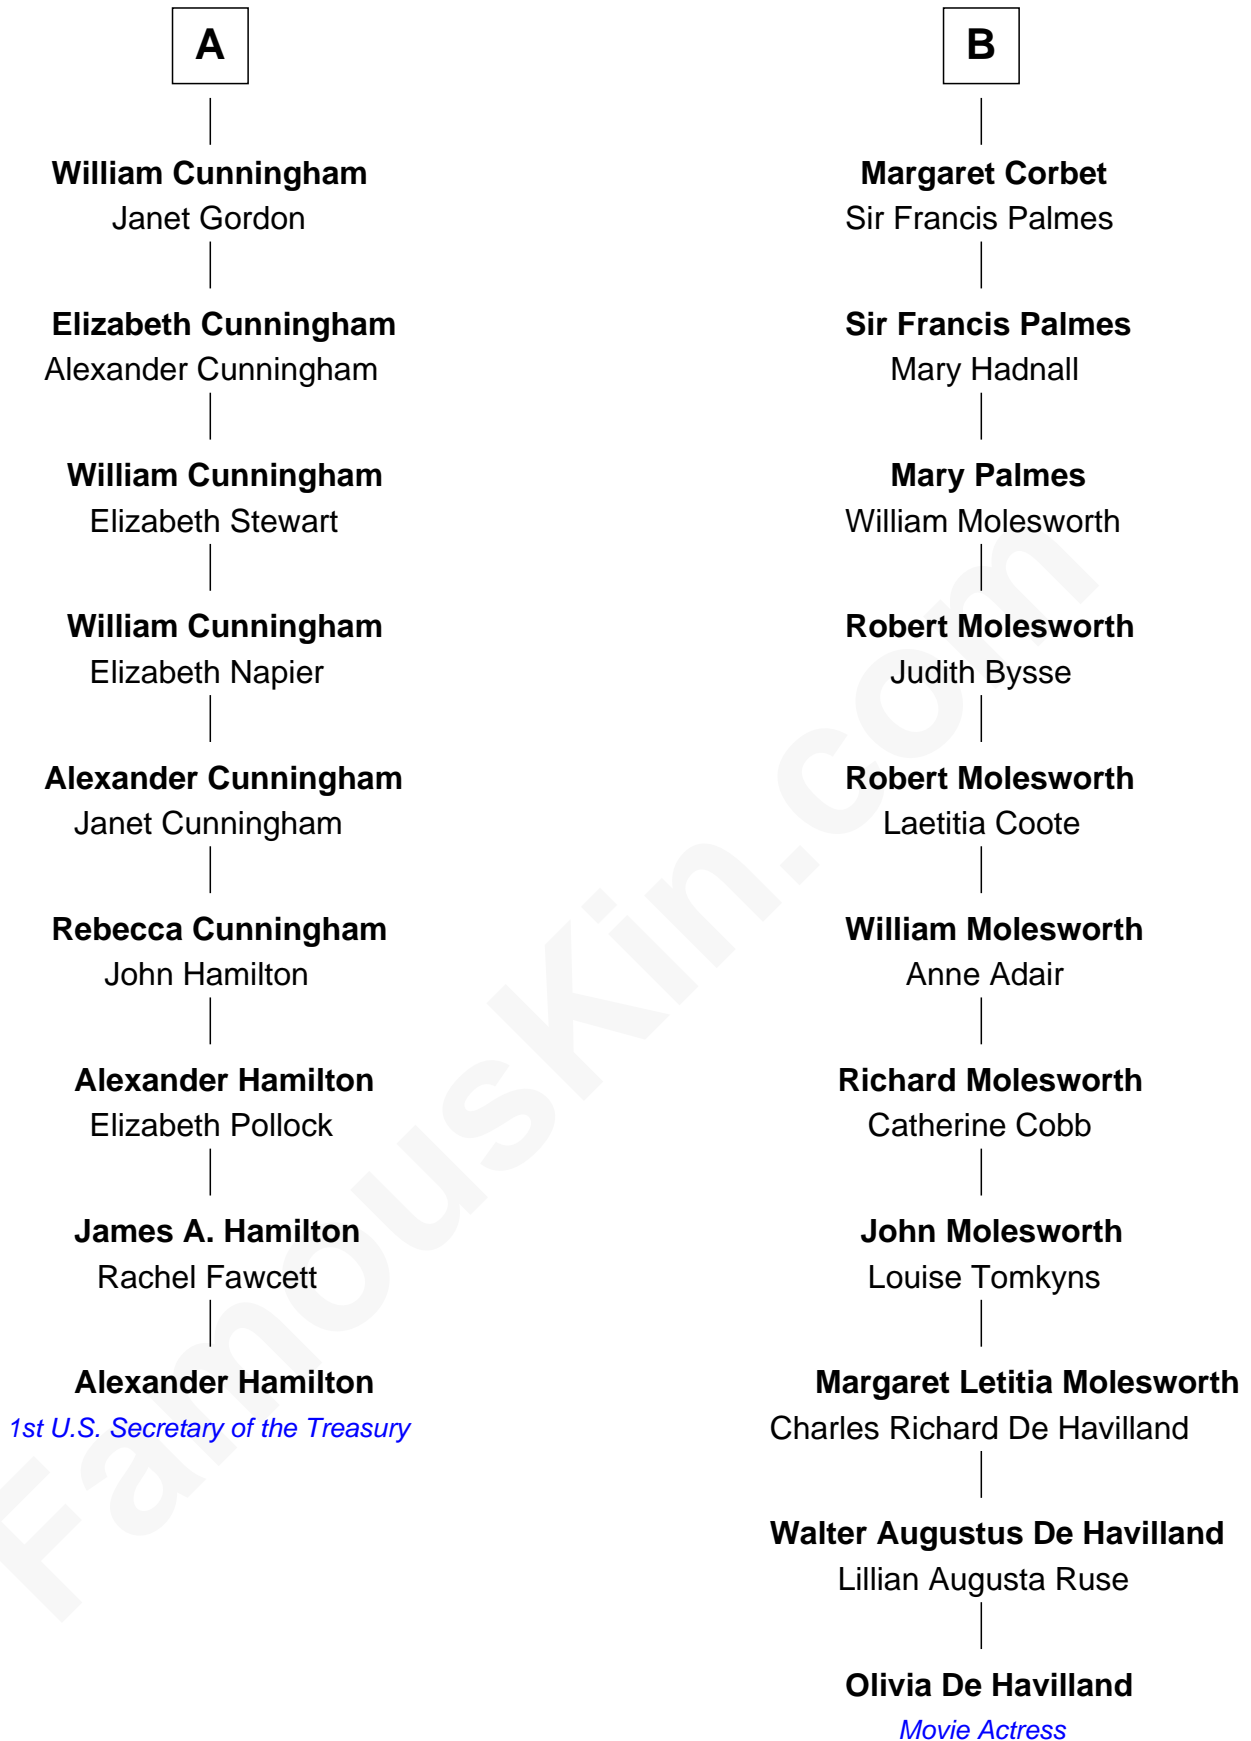 A
William Cunningham
Janet Gordon
Elizabeth Cunningham
Alexander Cunningham
William Cunningham
Elizabeth Stewart
William Cunningham
Elizabeth Napier
Alexander Cunningham
Janet Cunningham
Rebecca Cunningham
John Hamilton
Alexander Hamilton
Elizabeth Pollock
James A. Hamilton
Rachel Fawcett
Alexander Hamilton
1st U.S. Secretary of the Treasury
B
Margaret Corbet
Sir Francis Palmes
Sir Francis Palmes
Mary Hadnall
Mary Palmes
William Molesworth
Robert Molesworth
Judith Bysse
Robert Molesworth
Laetitia Coote
William Molesworth
Anne Adair
Richard Molesworth
Catherine Cobb
John Molesworth
Louise Tomkyns
Margaret Letitia Molesworth
Charles Richard De Havilland
Walter Augustus De Havilland
Lillian Augusta Ruse
Olivia De Havilland
Movie Actress
FamousKin.com